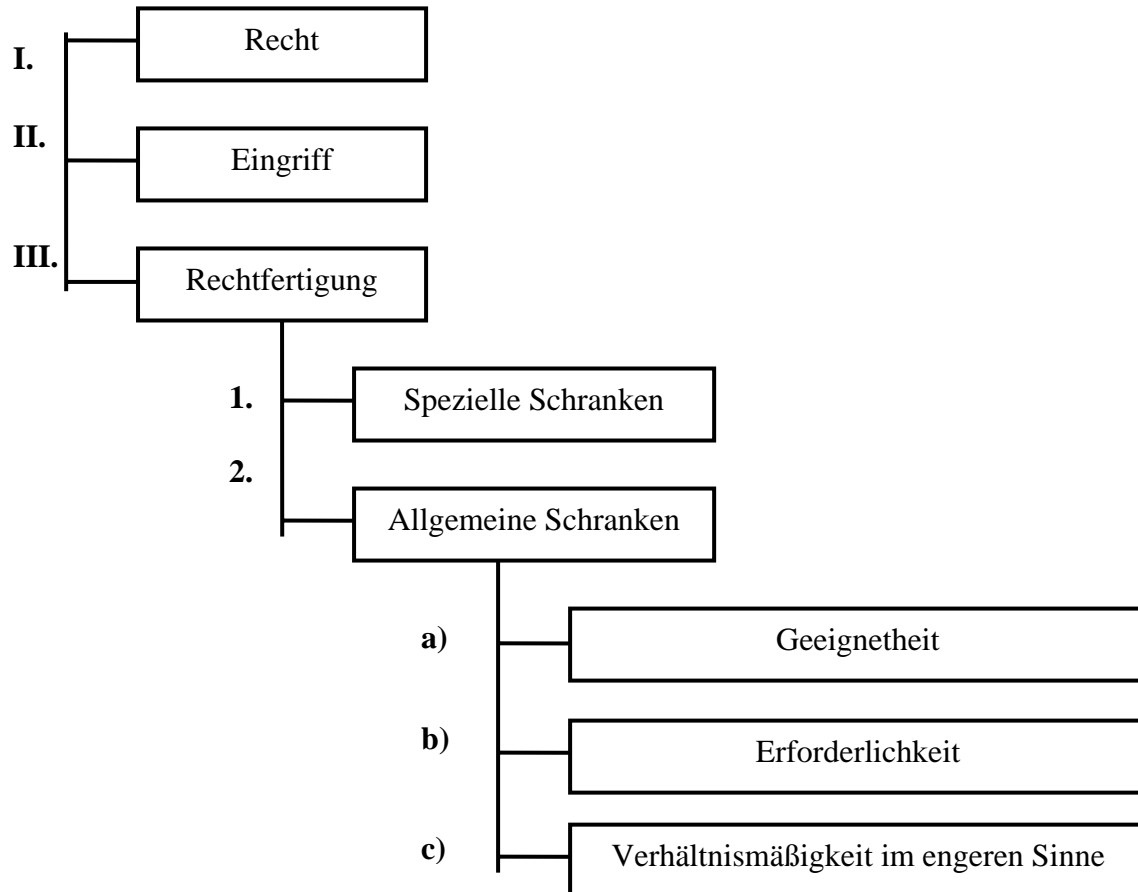 I. Recht
II. Eingriff
III. Rechtfertigung
1. Spezielle Schranken
2. Allgemeine Schranken
a) Geeignetheit
b) Erforderlichkeit
c) Verhältnismäßigkeit im engeren Sinne